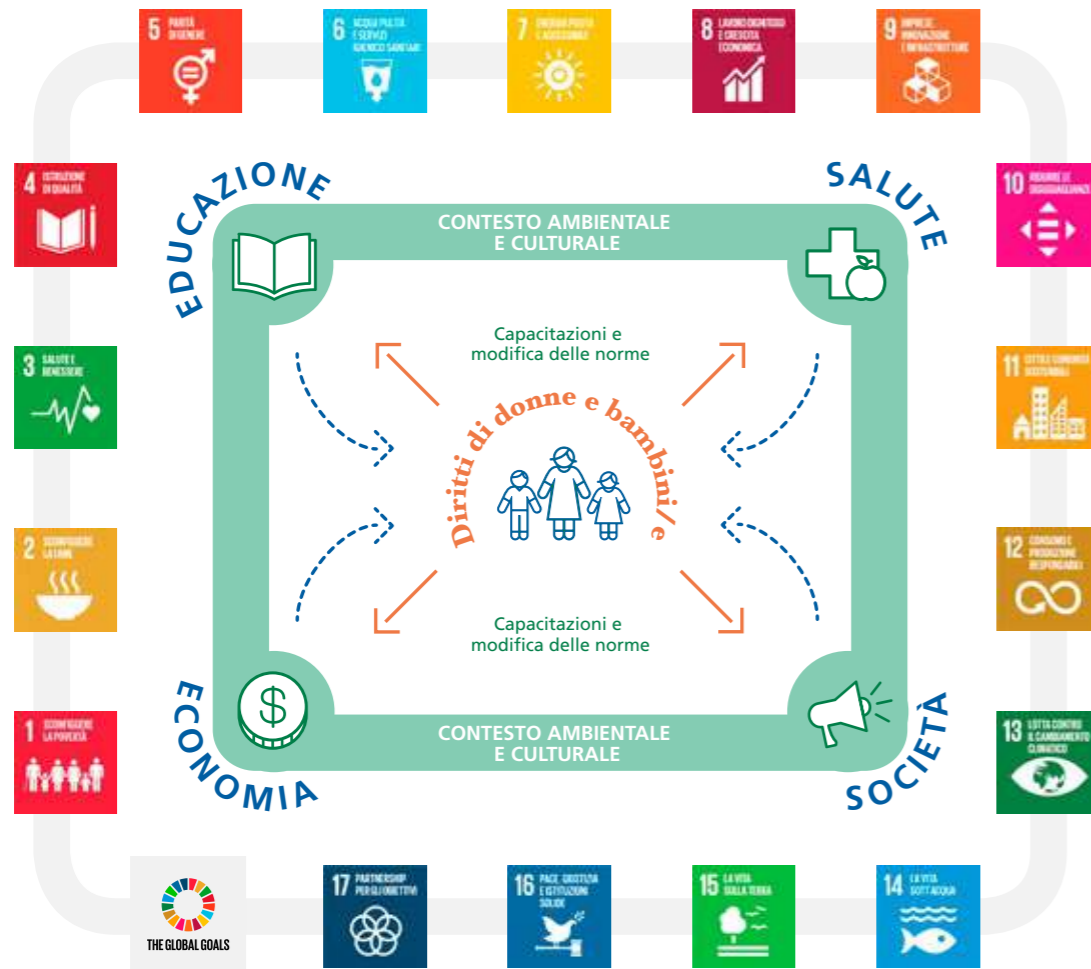 5 PARITÀ
DI GENERE
6 ACQUA PULITA
E SERVIZI
IGIENICO SANITARI
7 ENERGIA PULITA
E ACCESSIBILE
8 LAVORO DIGNITOSO
E CRESCITA
ECONOMICA
9 IMPRESE,
INNOVAZIONE
E INFRASTRUTTURE
4 ISTRUZIONE
DI QUALITÀ
10 RIDURRE LE
DISUGUAGLIANZE
EDUCAZIONE
SALUTE
CONTESTO AMBIENTALE
E CULTURALE
3 SALUTE E
BENESSERE
11 CITTÀ E COMUNITÀ
SOSTENIBILI
Capacitazioni e
modifica delle norme
Diritti di donne e bambini/e
2 SCONFIGGERE
LA FAME
12 CONSUMO E
PRODUZIONE
RESPONSABILI
Capacitazioni e
modifica delle norme
1 SCONFIGGERE
LA POVERTÀ
13 LOTTA CONTRO
IL CAMBIAMENTO
CLIMATICO
ECONOMIA
$
SOCIETÀ
CONTESTO AMBIENTALE
E CULTURALE
THE GLOBAL GOALS
17 PARTNERSHIP
PER GLI OBIETTIVI
16 PACE, GIUSTIZIA
E ISTITUZIONI
SOLIDE
15 LA VITA
SULLA TERRA
14 LA VITA
SOTT'ACQUA